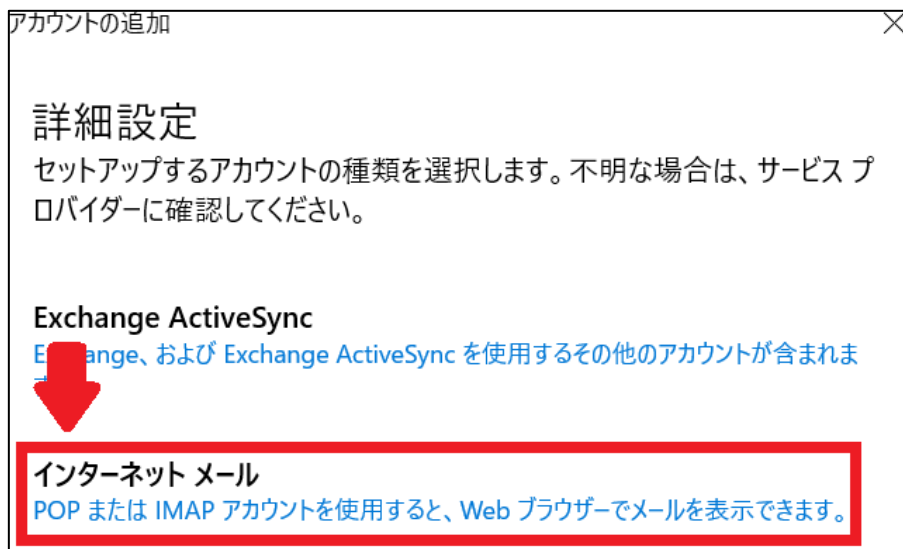 アカウントの追加
詳細設定
セットアップするアカウントの種類を選択します。不明な場合は、サービス プ
ロバイダーに確認してください。
Exchange ActiveSync
および Exchange ActiveSync を使用するその他のアカウントが含まれま
インターネット メール
POP または IMAP アカウントを使用すると、Web ブラウザーでメールを表示できます。